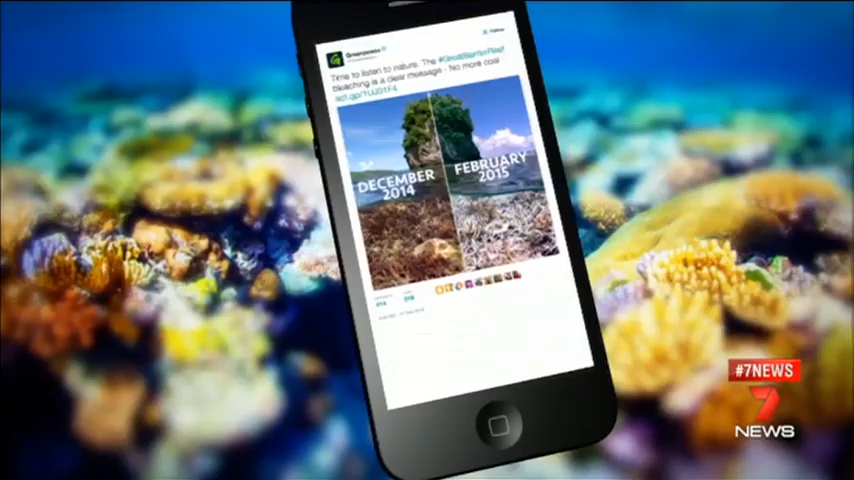 Greenpeace
Follow
Time to listen to nature. The #GreatBarrierReef
bleaching is a clear message - No more coal
DECEMBER
2014
FEBRUARY
2015
#7NEWS
7
NEWS